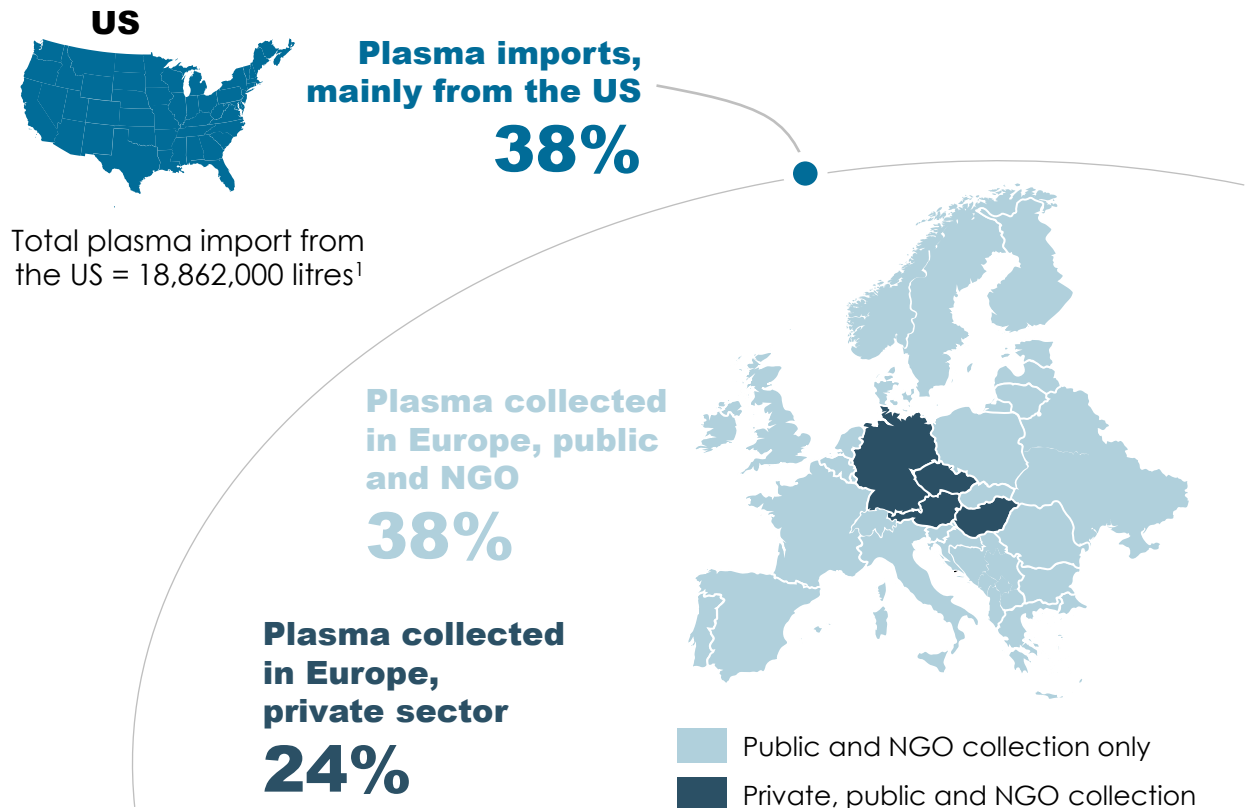 US
Plasma imports,
mainly from the US
38%
Total plasma import from
the US = 18,862,000 litres¹
Plasma collected
in Europe, public
and NGO
38%
Plasma collected
in Europe,
private sector
24%
Public and NGO collection only
Private, public and NGO collection